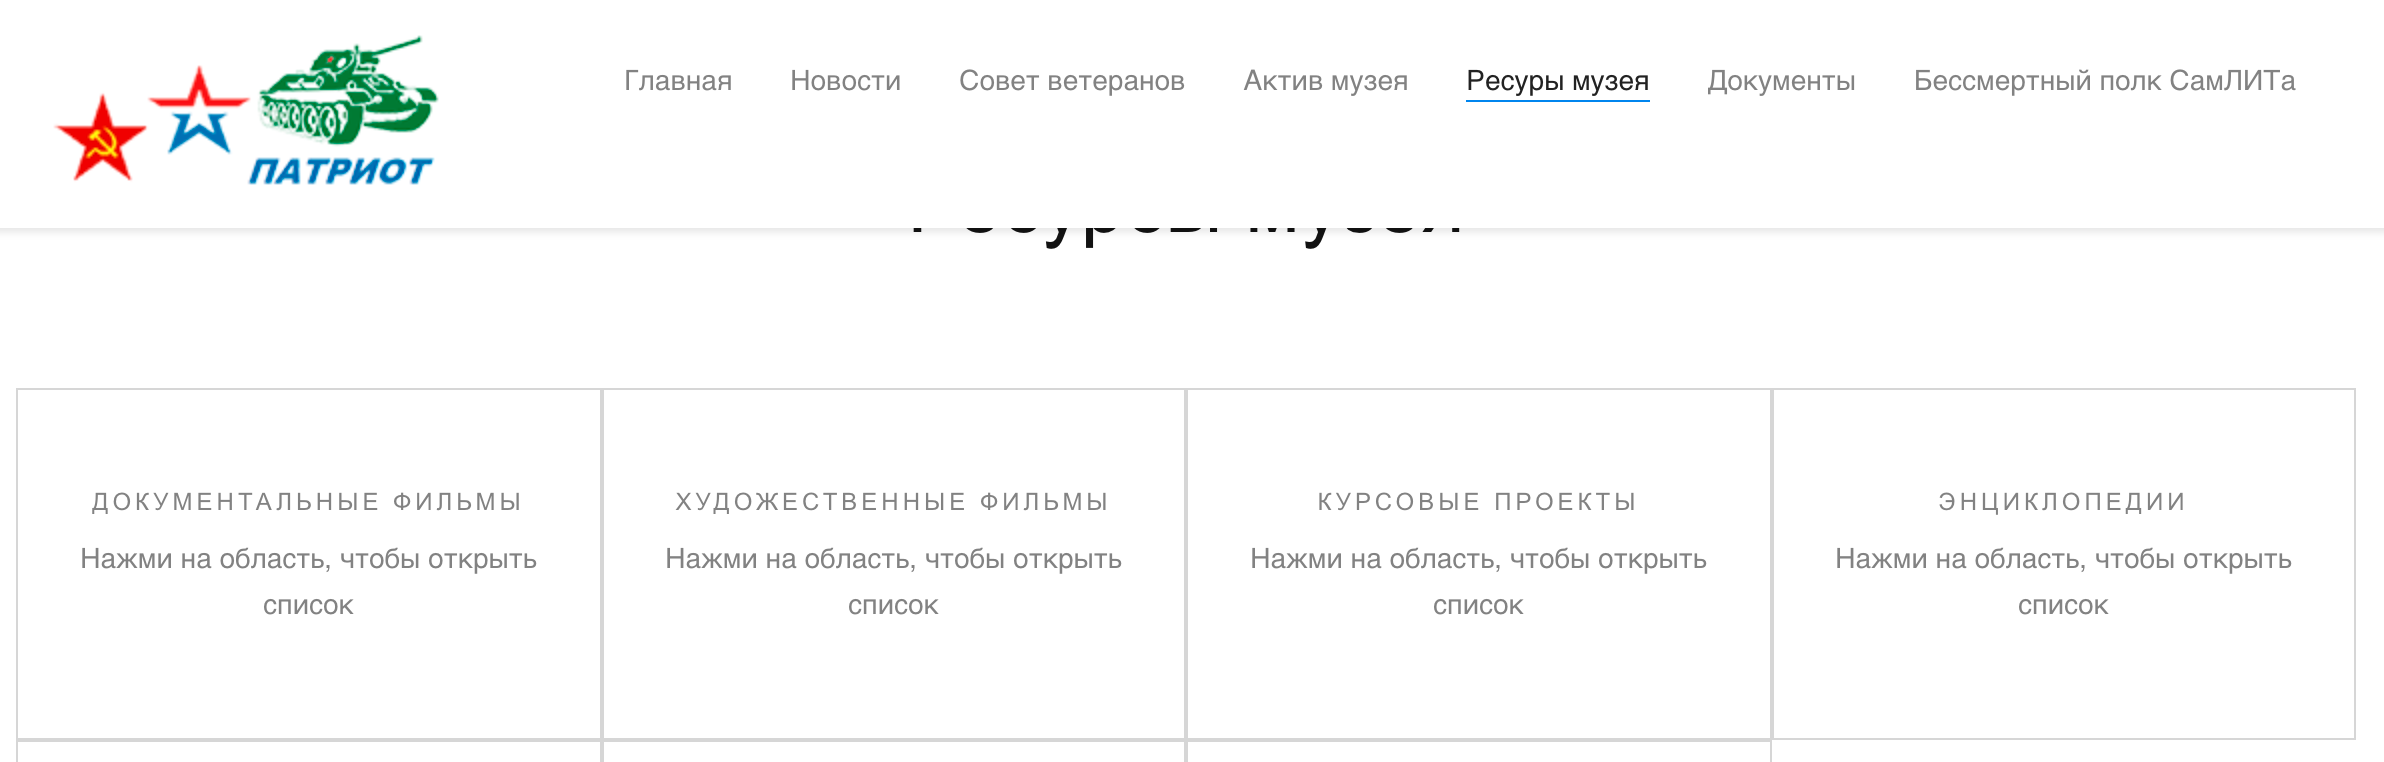 ПАТРИОТ
Главная Новости Совет ветеранов Актив музея Ресуры музея Документы Бессмертный полк СамЛИТа
Ресурсы музея
ДОКУМЕНТАЛЬНЫЕ ФИЛЬМЫ
Нажми на область, чтобы открыть
список
ХУДОЖЕСТВЕННЫЕ ФИЛЬМЫ
Нажми на область, чтобы открыть
список
КУРСОВЫЕ ПРОЕКТЫ
Нажми на область, чтобы открыть
список
ЭНЦИКЛОПЕДИИ
Нажми на область, чтобы открыть
список